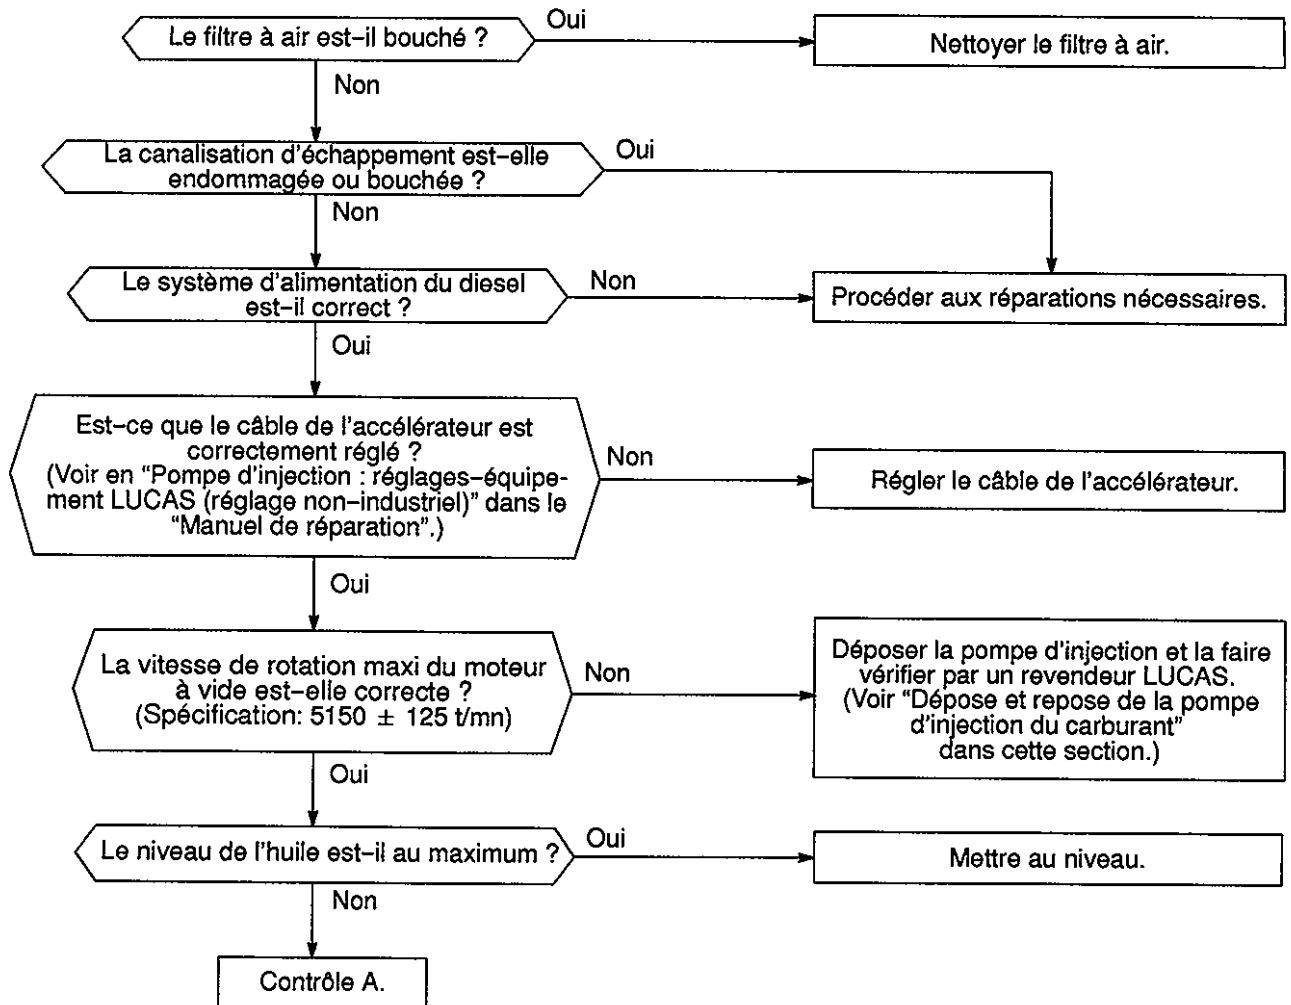 Le filtre à air est-il bouché ?
Oui
Nettoyer le filtre à air.
Non
La canalisation d'échappement est-elle
endommagée ou bouchée ?
Oui
Non
Le système d'alimentation du diesel
est-il correct ?
Non
Procéder aux réparations nécessaires.
Oui
Est-ce que le câble de l'accélérateur est
correctement réglé ?
(Voir en "Pompe d'injection : réglages-équipe-
ment LUCAS (réglage non-industriel)" dans le
"Manuel de réparation".)
Non
Régler le câble de l'accélérateur.
Oui
La vitesse de rotation maxi du moteur
à vide est-elle correcte ?
(Spécification: 5150 ± 125 t/mn)
Non
Déposer la pompe d'injection et la faire
vérifier par un revendeur LUCAS.
(Voir "Dépose et repose de la pompe
d'injection du carburant"
dans cette section.)
Oui
Le niveau de l'huile est-il au maximum ?
Oui
Mettre au niveau.
Non
Contrôle A.